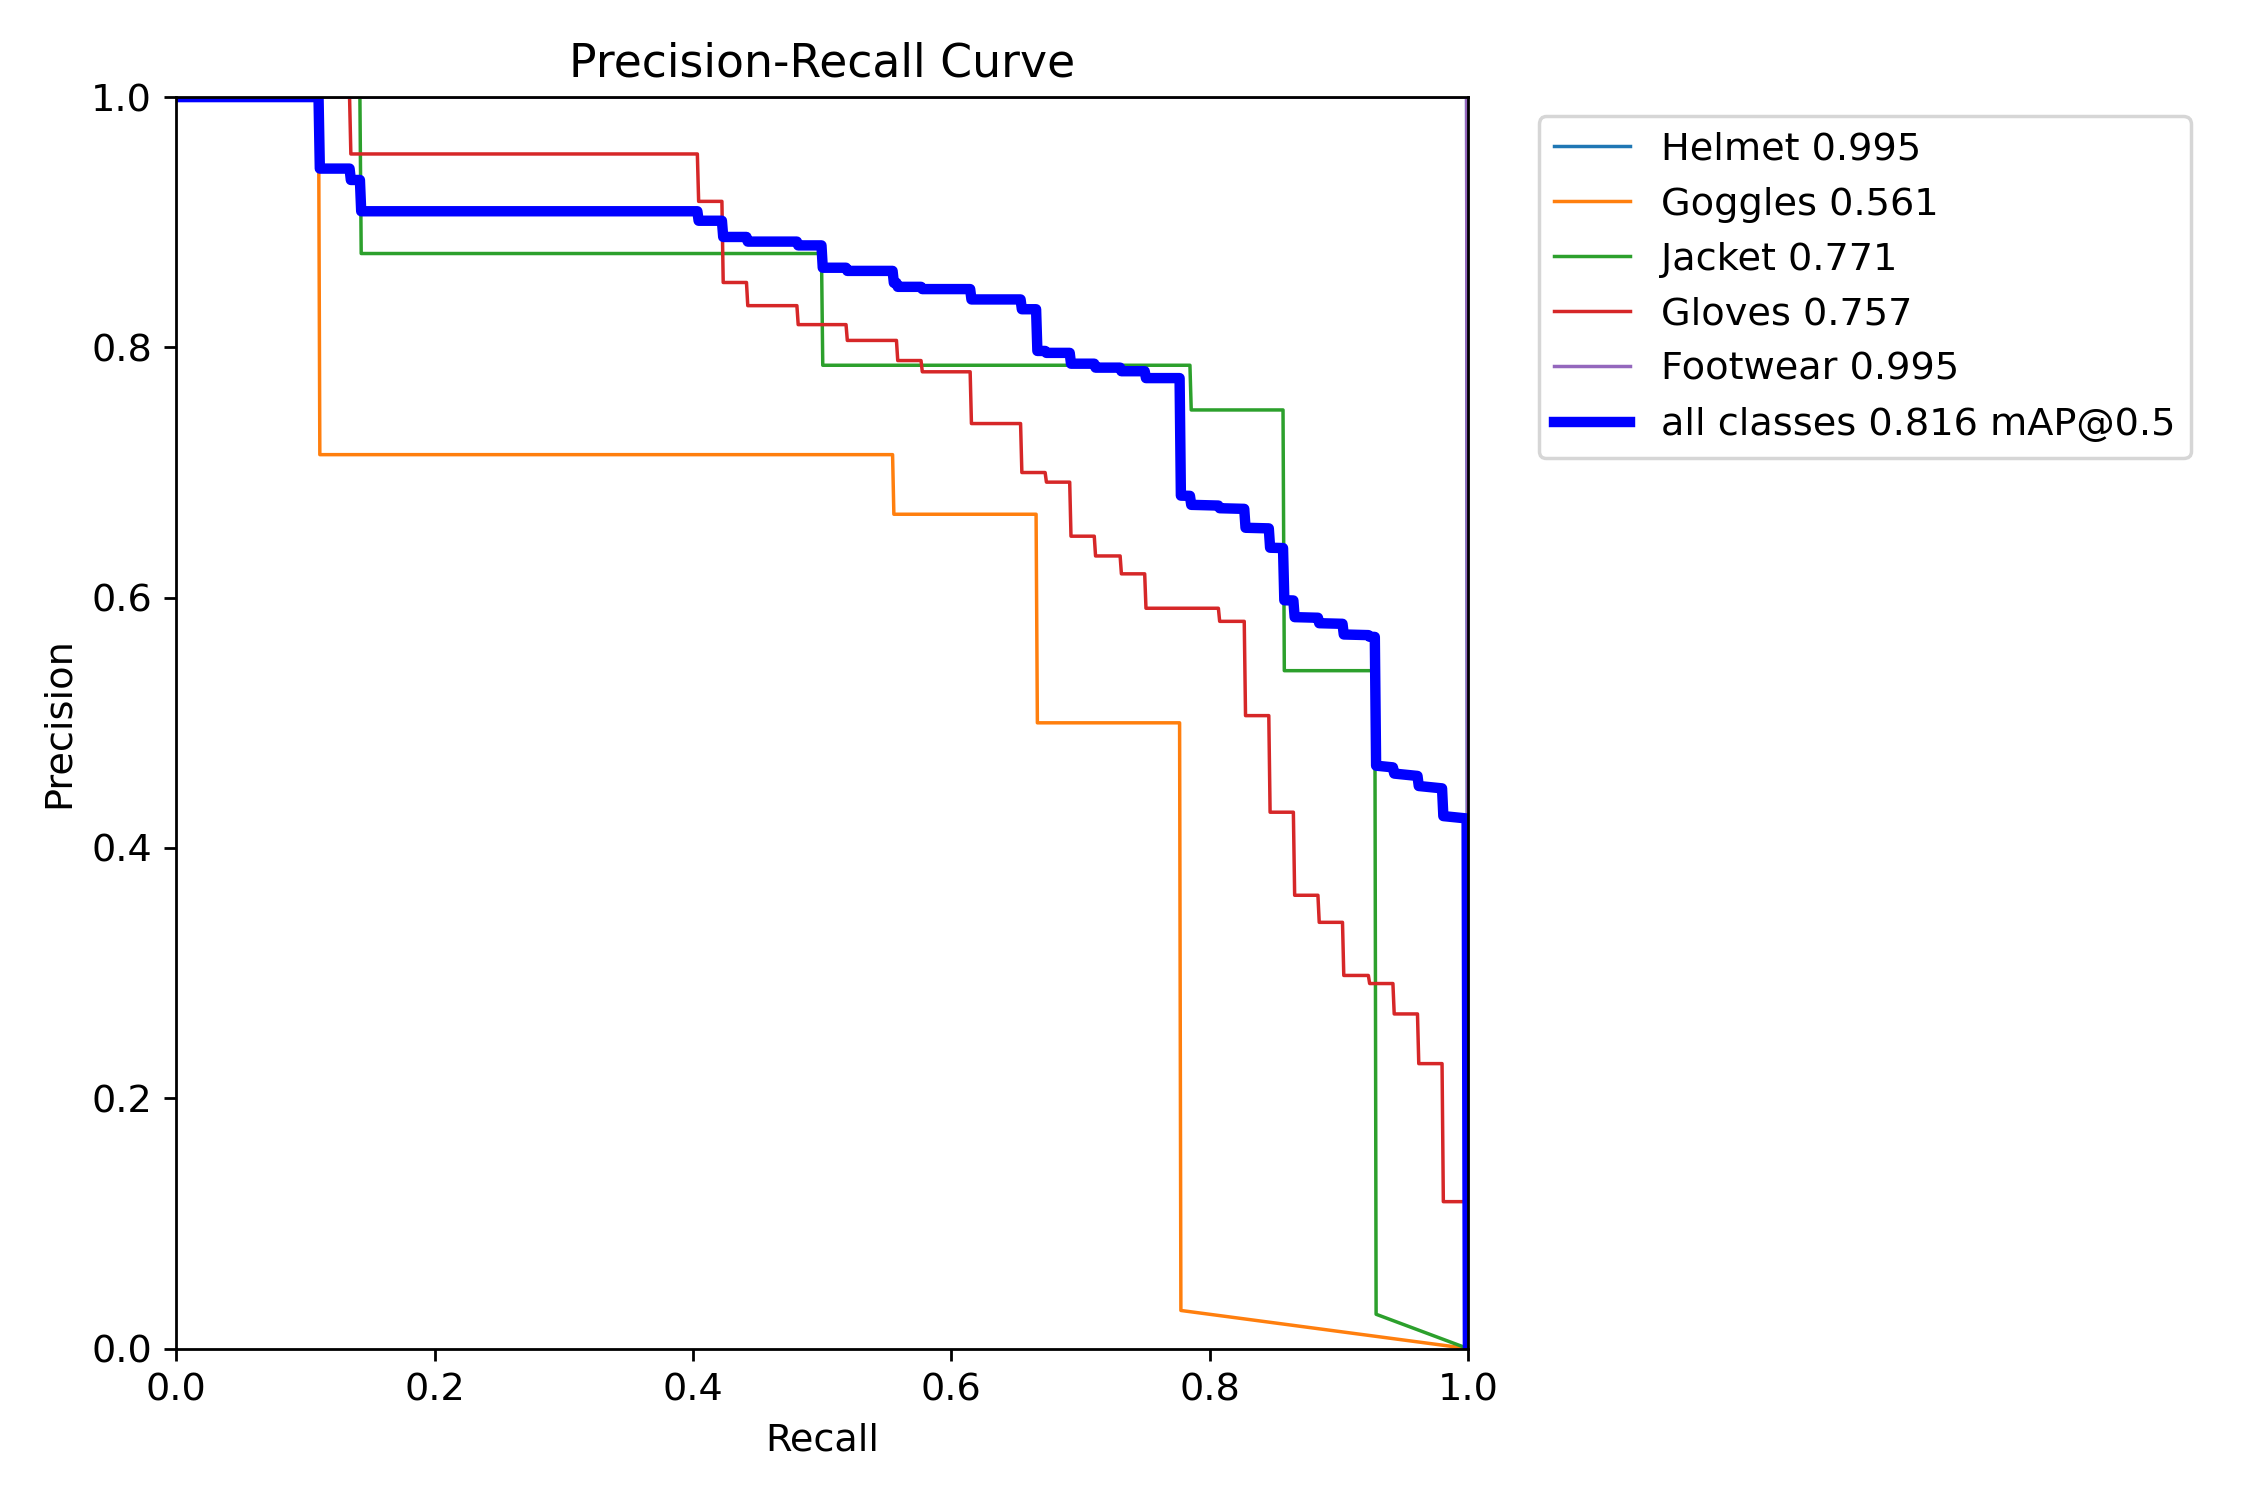 Precision-Recall Curve
1.0
0.8
0.6
0.4
0.2
0.0
Precision
0.0 0.2 0.4 0.6 0.8 1.0
Recall
Helmet 0.995
Goggles 0.561
Jacket 0.771
Gloves 0.757
Footwear 0.995
all classes 0.816 mAP@0.5